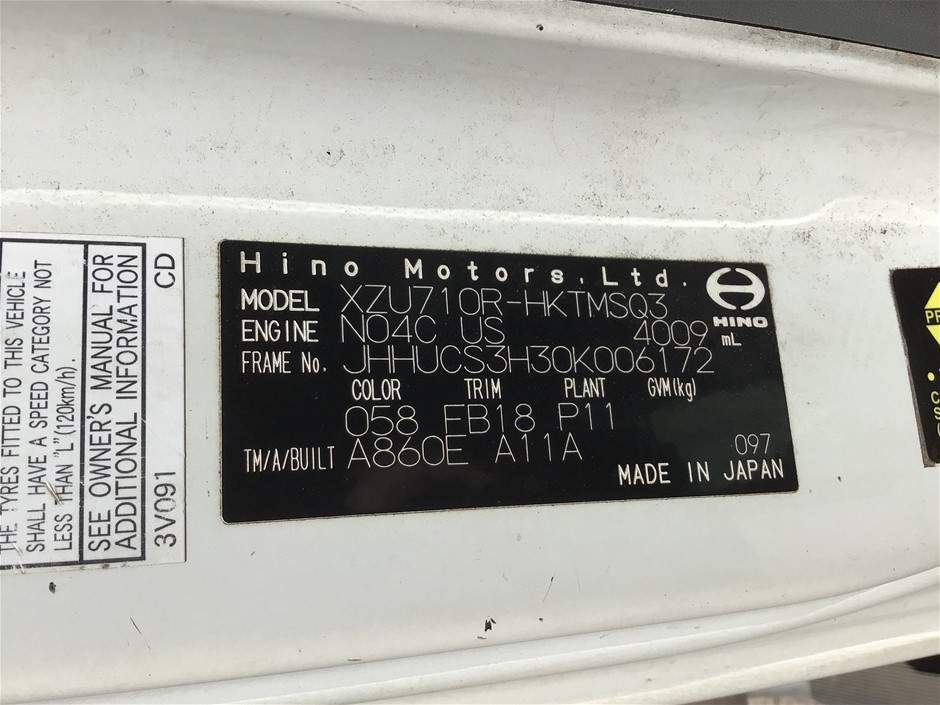 THE TYRES FITTED TO THIS VEHICLE
SHALL HAVE A SPEED CATEGORY NOT
LESS THAN "L"(120km/h).
SEE OWNER'S MANUAL FOR
ADDITIONAL INFORMATION
3V091 CD
Hino Motors,Ltd.
MODEL XZU710R-HKTMSQ3
HINO
ENGINE N04C US 4009 mL
FRAME No. JHHUCS3H30K006172
COLOR TRIM PLANT GVM(kg)
058 FB18 P11
TM/A/BUILT A860E A11A 097
MADE IN JAPAN